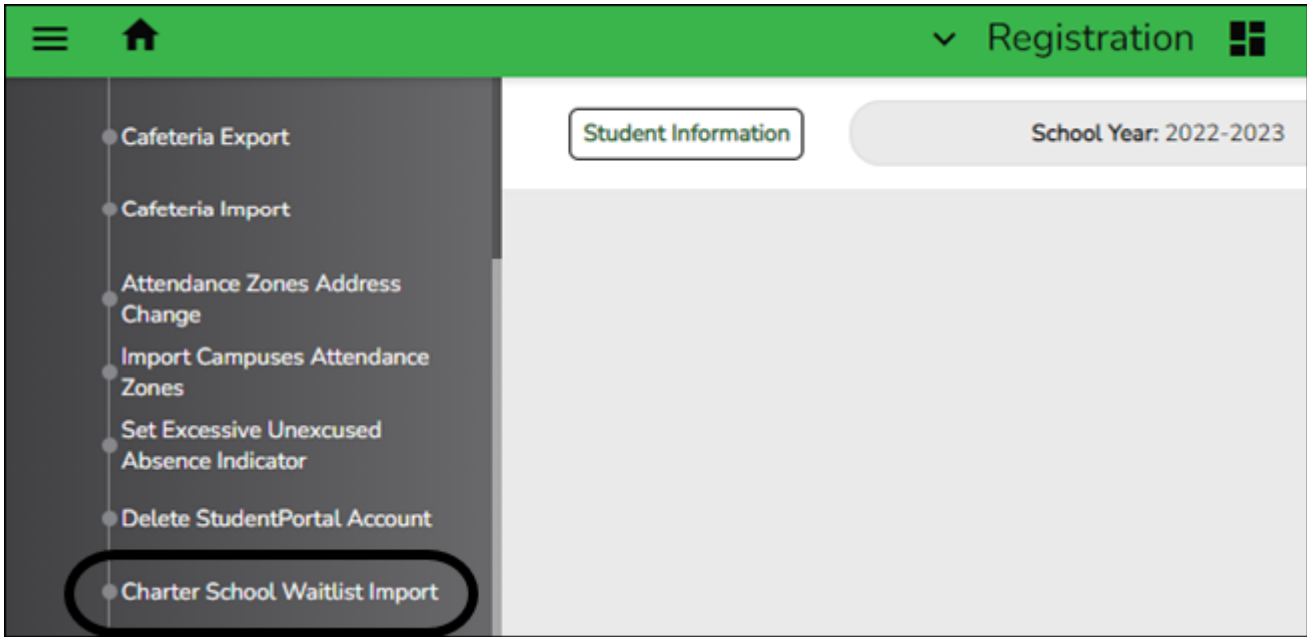 Registration
Cafeteria Export
Student Information
School Year: 2022-2023
Cafeteria Import
Attendance Zones Address
Change
Import Campuses Attendance
Zones
Set Excessive Unexcused
Absence Indicator
Delete StudentPortal Account
Charter School Waitlist Import